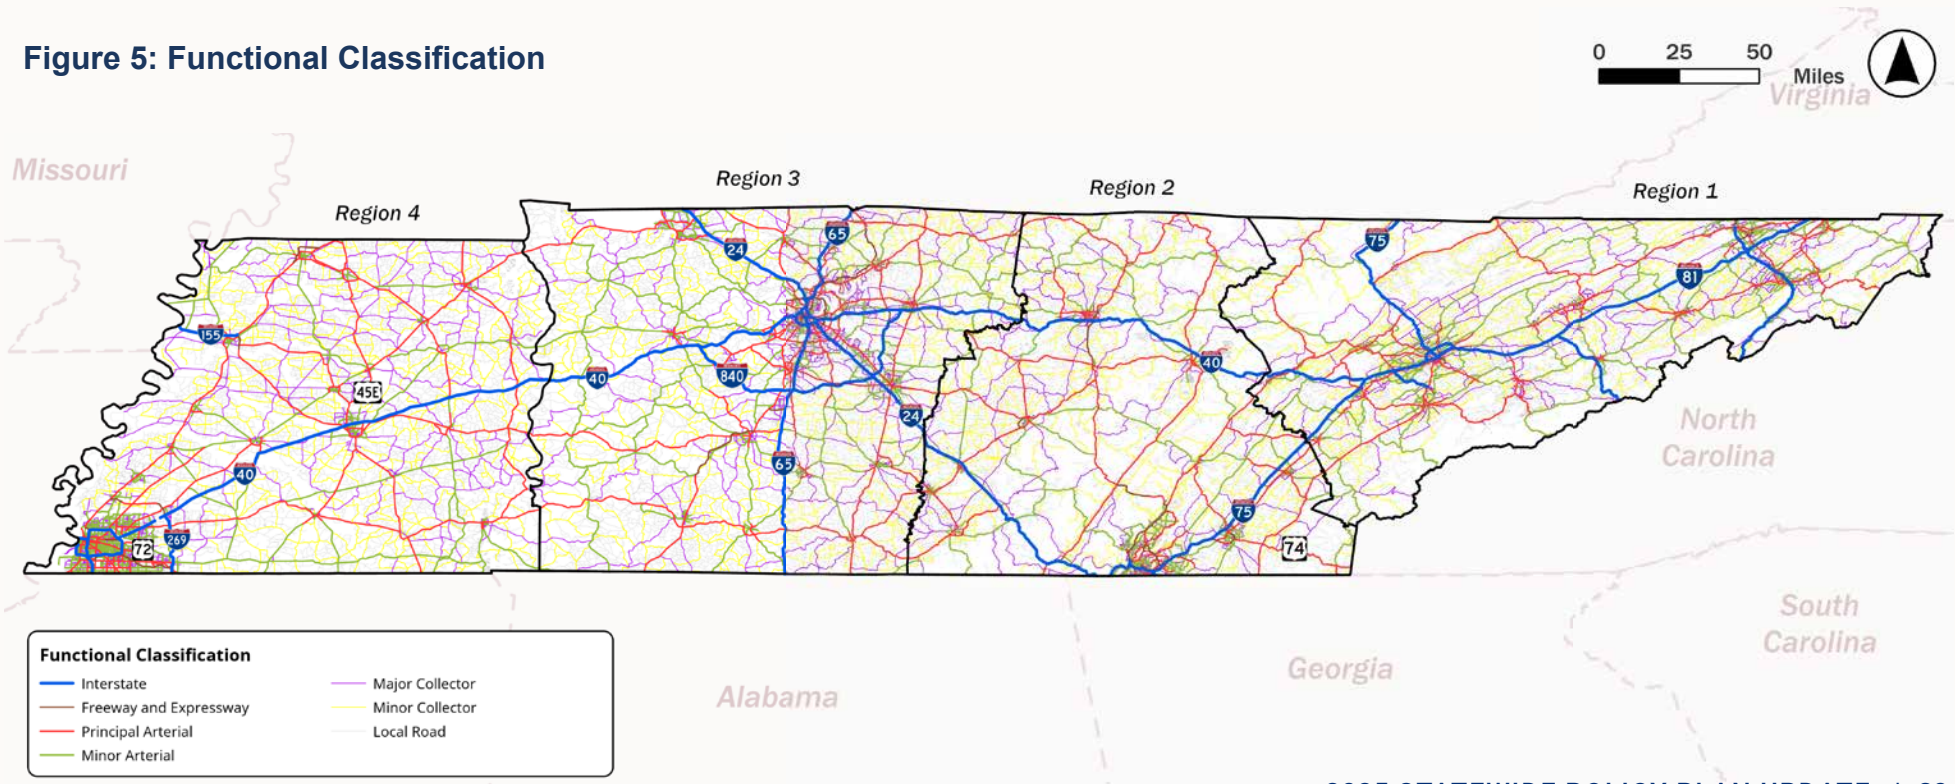 Figure 5: Functional Classification
0 25 50
Miles
Virginia
Missouri
Region 3
Region 2
Region 1
Region 4
65
24
75
81
155
40
40
840
45E
24
65
40
75
72
269
74
North
Carolina
South
Carolina
Georgia
Alabama
Functional Classification
Interstate
Freeway and Expressway
Principal Arterial
Minor Arterial
Major Collector
Minor Collector
Local Road